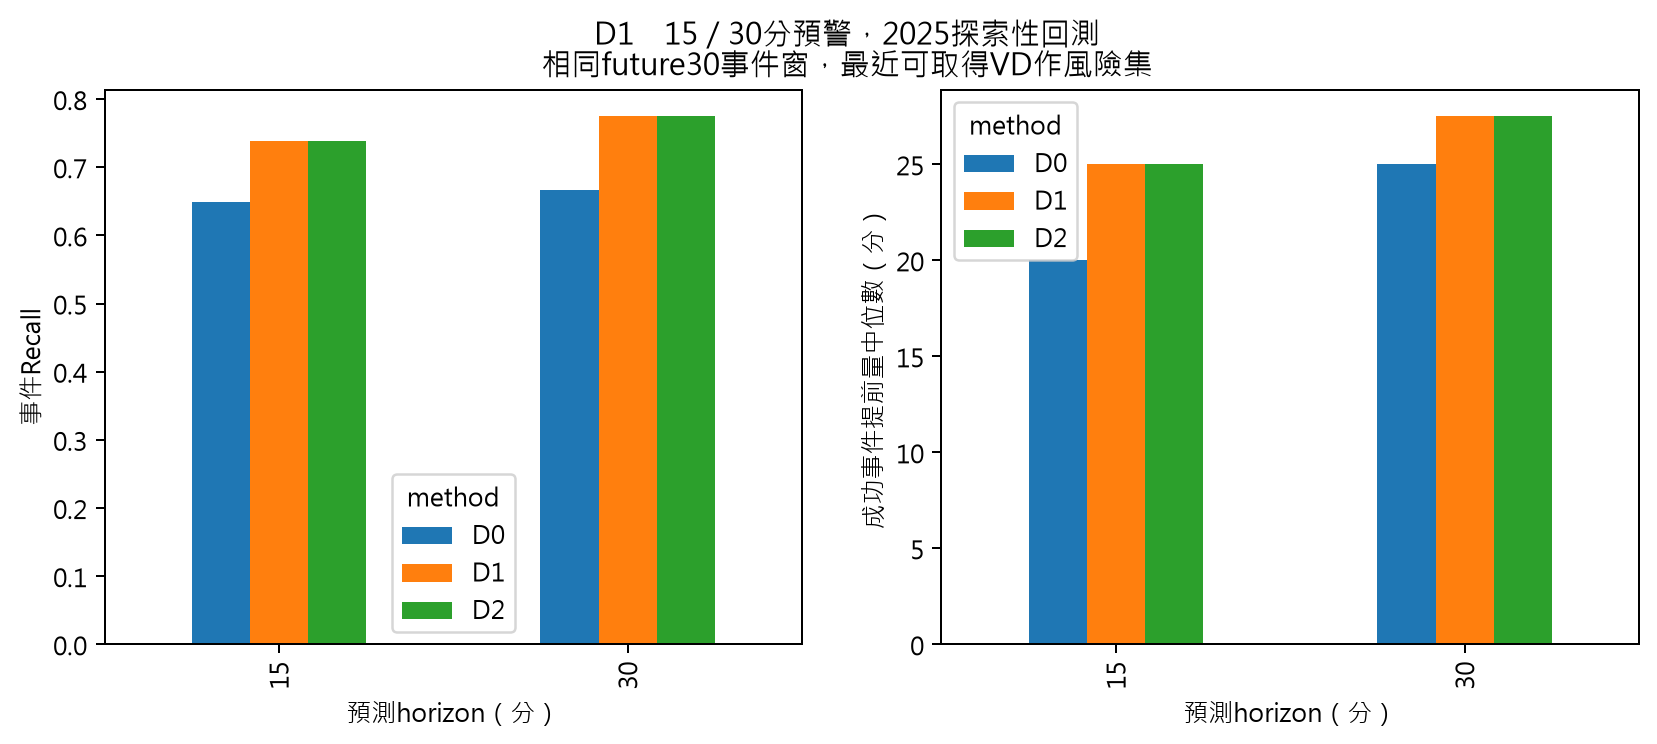 D1　15 / 30分預警，2025探索性回測
相同future30事件窗，最近可取得VD作風險集
事件Recall
0.8
0.7
0.6
0.5
0.4
0.3
0.2
0.1
0.0
method
D0
D1
D2
15
30
預測horizon（分）
成功事件提前量中位數（分）
25
20
15
10
5
0
method
D0
D1
D2
15
30
預測horizon（分）